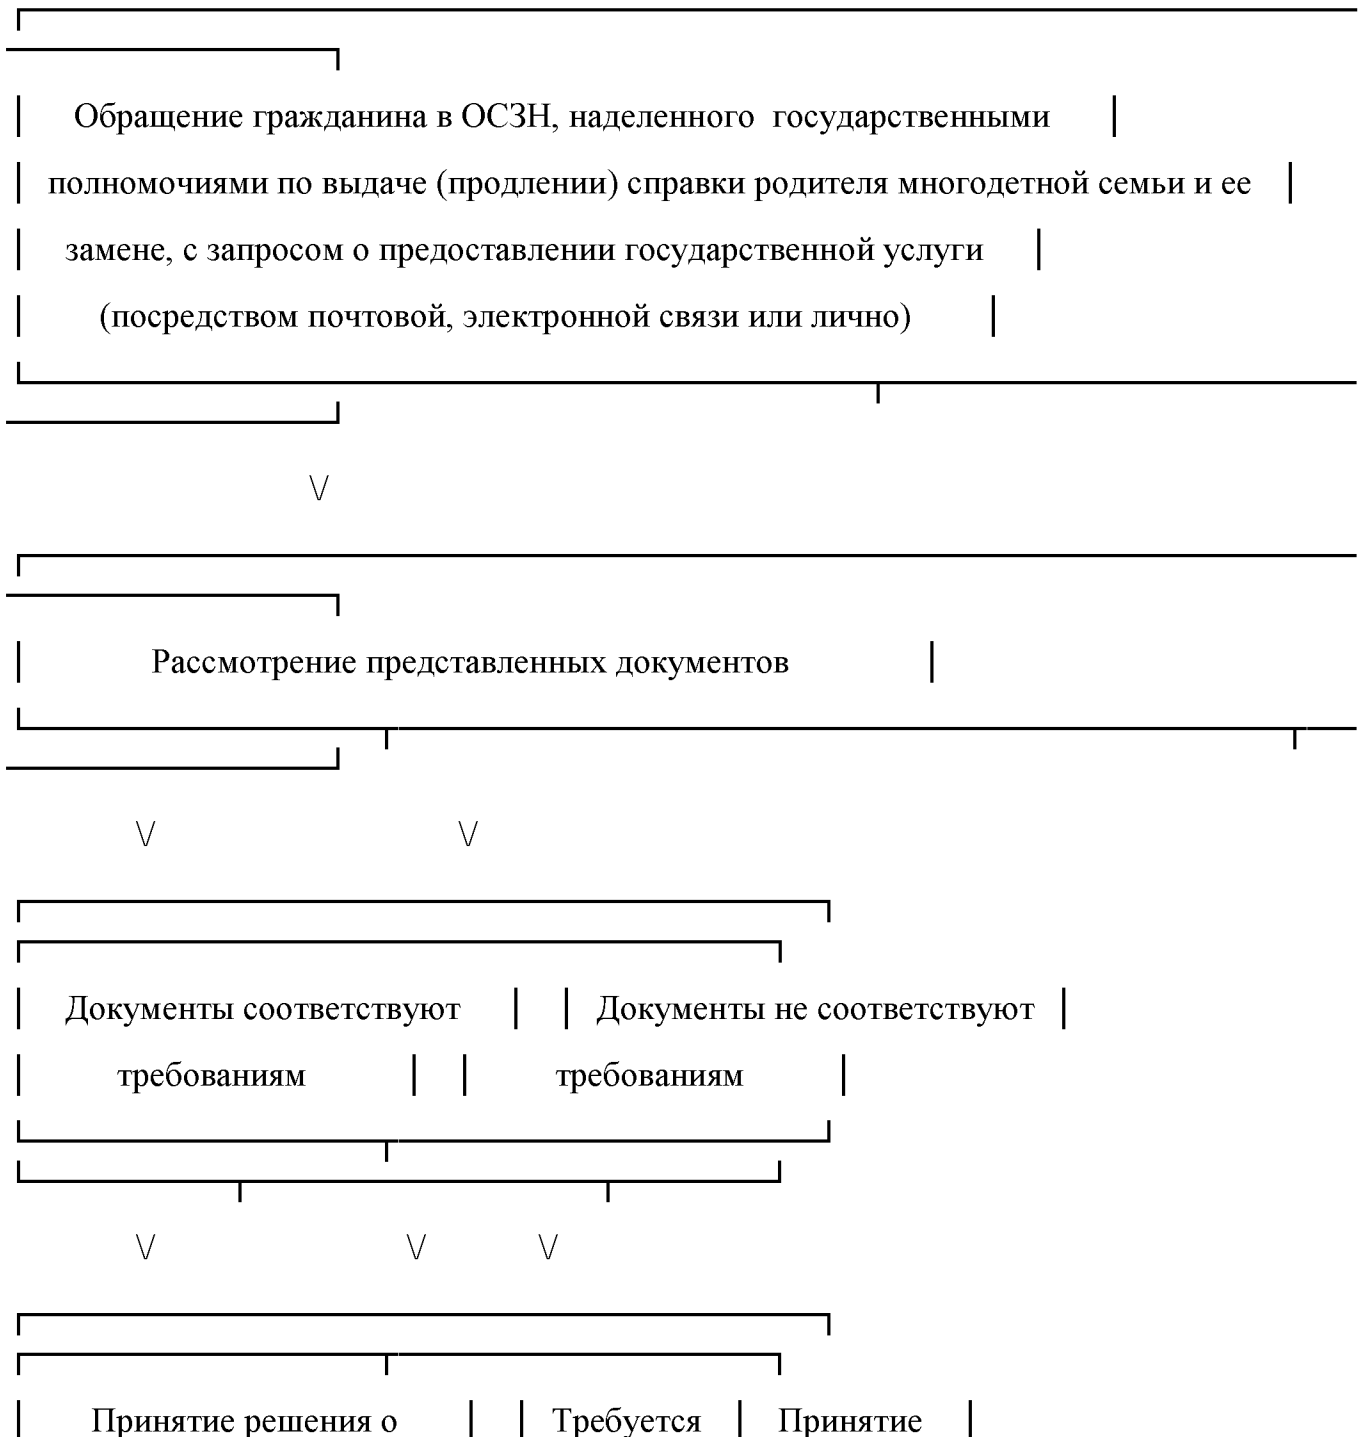 Обращение гражданина в ОСЗН, наделенного государственными
полномочиями по выдаче (продлении) справки родителя многодетной семьи и ее
замене, с запросом о предоставлении государственной услуги
(посредством почтовой, электронной связи или лично)
\/
Рассмотрение представленных документов
\/ \/
Документы соответствуют | | Документы не соответствуют
требованиям | | требованиям
\/ \/ \/
Принятие решения о | | Требуется | Принятие